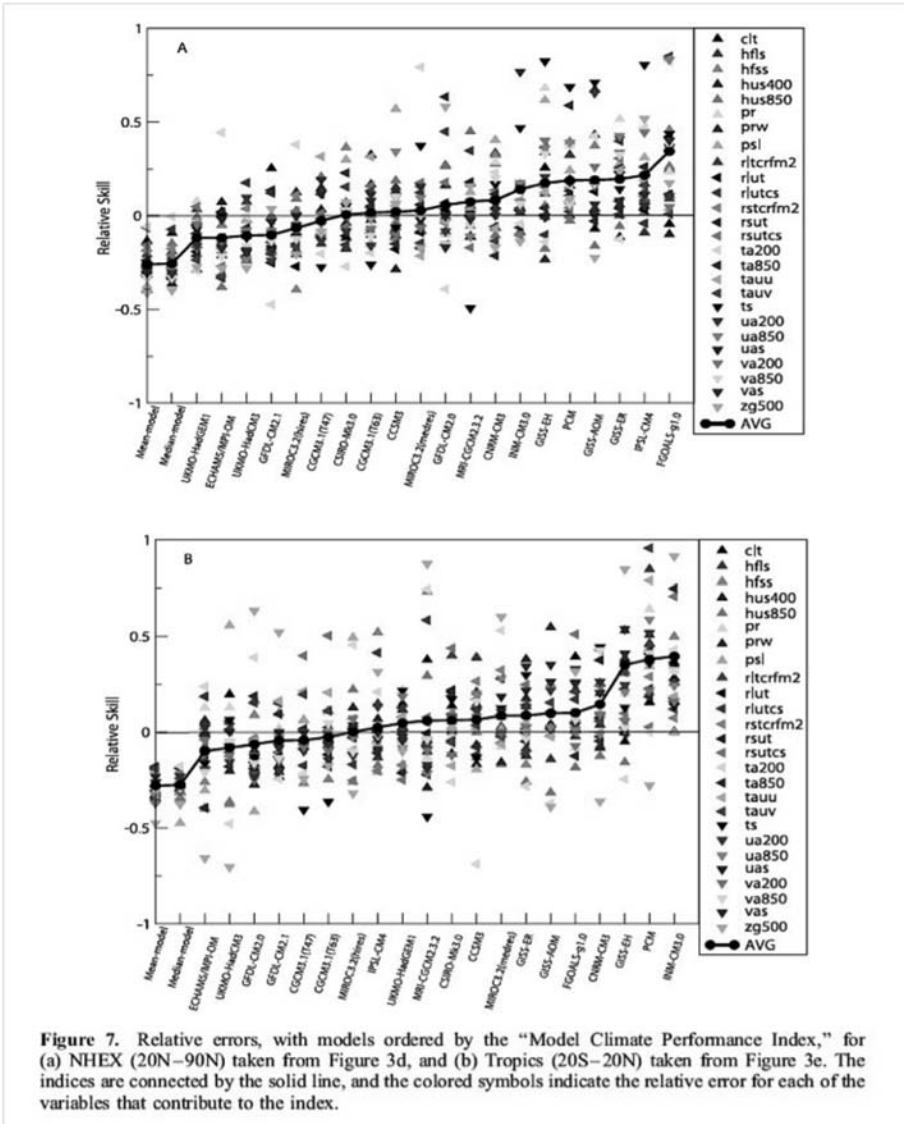 A
1
0.5
0
-0.5
-1
Relative Skill
clt
hfls
hfss
hus400
hus850
pr
prw
psl
rltcrfm2
rlut
rlutcs
rstcrfm2
rsut
rsutcs
ta200
ta850
tauu
tauv
ts
ua200
ua850
uas
va200
va850
vas
zg500
AVG
Mean-model
Median-model
UKMO-HadGEM1
ECHAM5/MPI-OM
UKMO-HadCM3
GFDL-CM2.1
MIROC3.2(hires)
CGCM3.1(T47)
CSIRO-Mk3.0
CGCM3.1(T63)
CCSM3
MIROC3.2(medres)
GFDL-CM2.0
MRI-CGCM2.3.2
CNRM-CM3
INM-CM3.0
GISS-EH
PCM
GISS-AOM
GISS-ER
IPSL-CM4
FGOALS-g1.0
B
1
0.5
0
-0.5
-1
Relative Skill
clt
hfls
hfss
hus400
hus850
pr
prw
psl
rltcrfm2
rlut
rlutcs
rstcrfm2
rsut
rsutcs
ta200
ta850
tauu
tauv
ts
ua200
ua850
uas
va200
va850
vas
zg500
AVG
Mean-model
Median-model
ECHAM5/MPI-OM
UKMO-HadCM3
GFDL-CM2.0
GFDL-CM2.1
CGCM3.1(T47)
CGCM3.1(T63)
MIROC3.2(hires)
IPSL-CM4
UKMO-HadGEM1
MRI-CGCM2.3.2
CSIRO-Mk3.0
CCSM3
MIROC3.2(medres)
GISS-ER
GISS-AOM
FGOALS-g1.0
CNRM-CM3
GISS-EH
PCM
INM-CM3.0
Figure 7. Relative errors, with models ordered by the “Model Climate Performance Index,” for
(a) NHEX (20N–90N) taken from Figure 3d, and (b) Tropics (20S–20N) taken from Figure 3e. The
indices are connected by the solid line, and the colored symbols indicate the relative error for each of the
variables that contribute to the index.